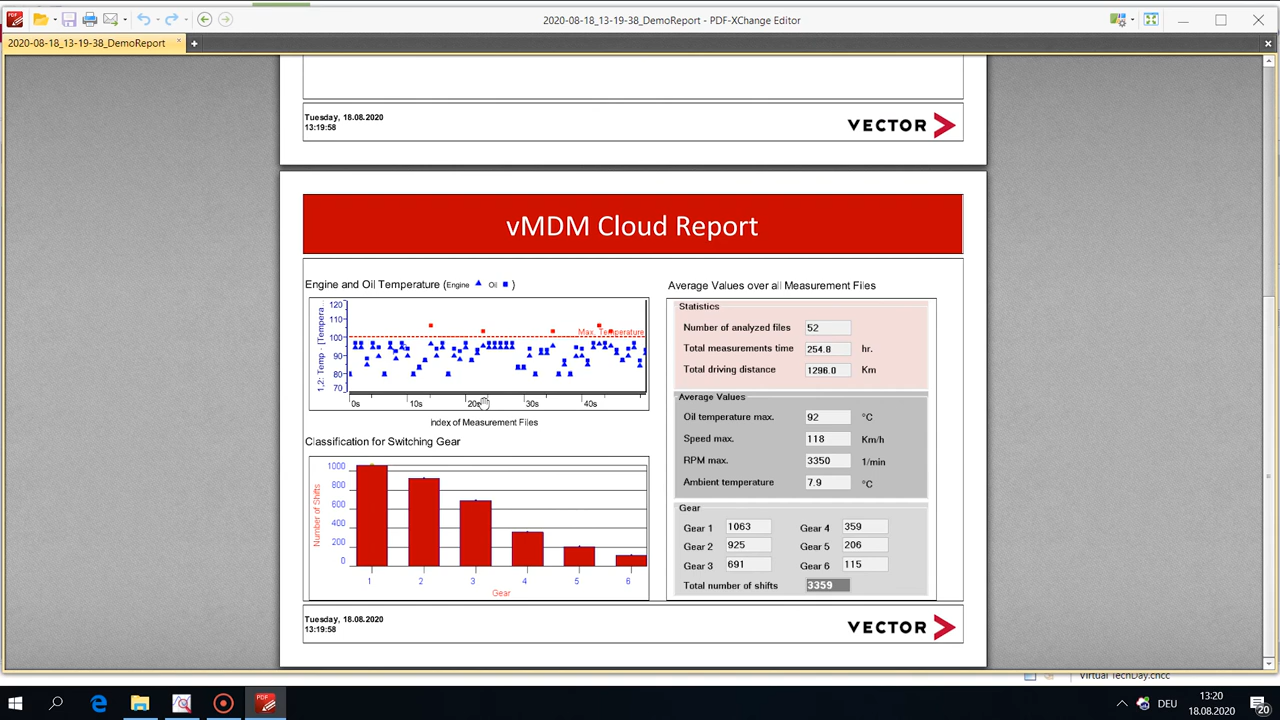 2020-08-18_13-19-38_DemoReport - PDF-XChange Editor
2020-08-18_13-19-38_DemoReport
Tuesday, 18.08.2020
13:19:58
VECTOR
vMDM Cloud Report
Engine and Oil Temperature (Engine ▲ Oil ■ )
1,2: Temp [Tempera...
120
110
100
90
80
70
Max. Temperature
0s 10s 20s 30s 40s
Index of Measurement Files
Classification for Switching Gear
Number of Shifts
1000
800
600
400
200
0
1 2 3 4 5 6
Gear
Average Values over all Measurement Files
Statistics
Number of analyzed files 52
Total measurements time 254.8 hr.
Total driving distance 1296.0 Km
Average Values
Oil temperature max. 92 °C
Speed max. 118 Km/h
RPM max. 3350 1/min
Ambient temperature 7.9 °C
Gear
Gear 1 1063 Gear 4 359
Gear 2 925 Gear 5 206
Gear 3 691 Gear 6 115
Total number of shifts 3359
Tuesday, 18.08.2020
13:19:58
VECTOR
Virtual TechDay.cncc
PDF
DEU
13:20
18.08.2020
20